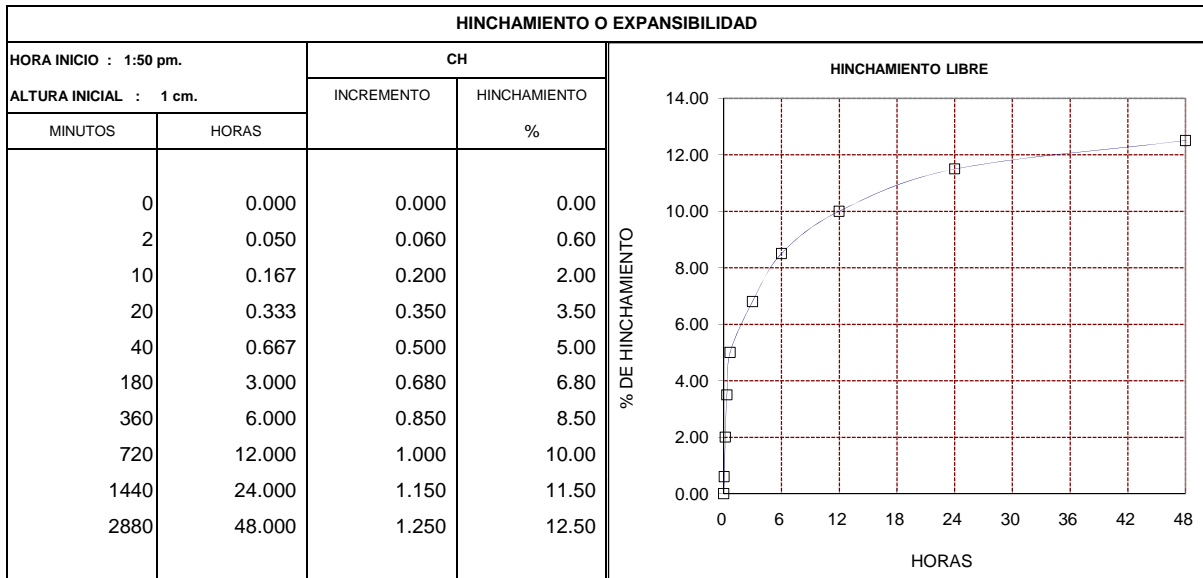 HINCHAMIENTO O EXPANSIBILIDAD
HORA INICIO : 1:50 pm. CH
ALTURA INICIAL : 1 cm. INCREMENTO HINCHAMIENTO
MINUTOS HORAS %
0 0.000 0.000 0.00
2 0.050 0.060 0.60
10 0.167 0.200 2.00
20 0.333 0.350 3.50
40 0.667 0.500 5.00
180 3.000 0.680 6.80
360 6.000 0.850 8.50
720 12.000 1.000 10.00
1440 24.000 1.150 11.50
2880 48.000 1.250 12.50
HINCHAMIENTO LIBRE
14.00
12.00
10.00
8.00
6.00
4.00
2.00
0.00
% DE HINCHAMIENTO
0 6 12 18 24 30 36 42 48
HORAS